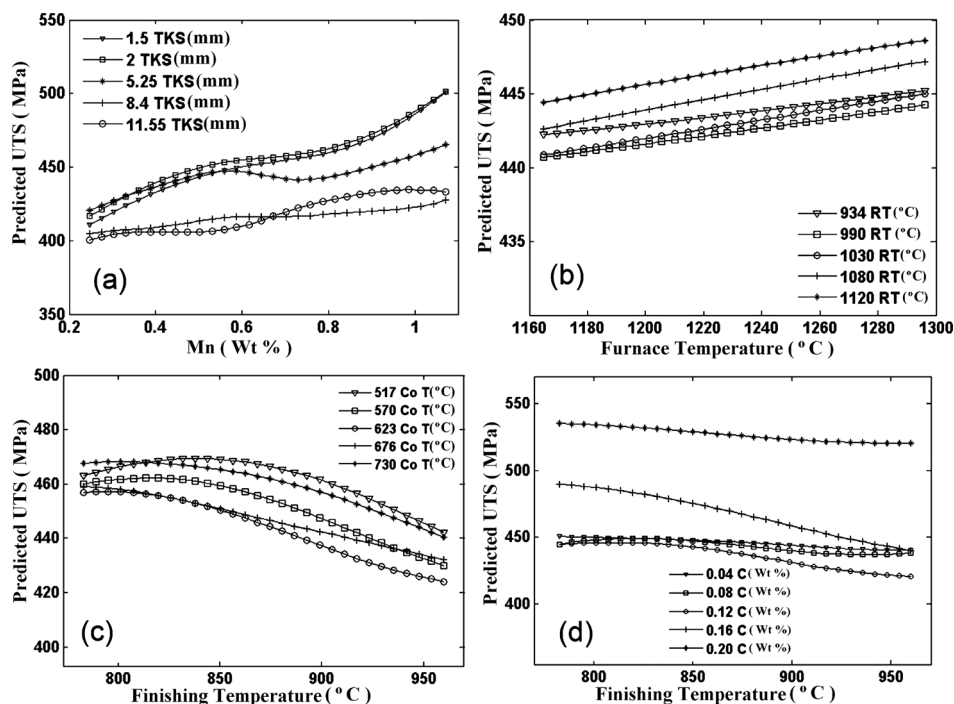 550
500
450
400
350
Predicted UTS ( MPa)
1.5 TKS(mm)
2 TKS(mm)
5.25 TKS(mm)
8.4 TKS(mm)
11.55 TKS(mm)
(a)
0.2 0.4 0.6 0.8 1
Mn ( Wt % )
450
445
440
435
Predicted UTS ( MPa)
934 RT(°C)
990 RT(°C)
1030 RT(°C)
1080 RT(°C)
1120 RT(°C)
(b)
1160 1180 1200 1220 1240 1260 1280 1300
Furnace Temperature ( ° C )
500
480
460
440
420
400
Predicted UTS ( MPa)
517 Co T(°C)
570 Co T(°C)
623 Co T(°C)
676 Co T(°C)
730 Co T(°C)
(c)
800 850 900 950
Finishing Temperature ( ° C )
550
500
450
400
Predicted UTS ( MPa)
0.04 C (Wt %)
0.08 C (Wt %)
0.12 C (Wt %)
0.16 C (Wt %)
0.20 C (Wt %)
(d)
800 850 900 950
Finishing Temperature ( ° C )